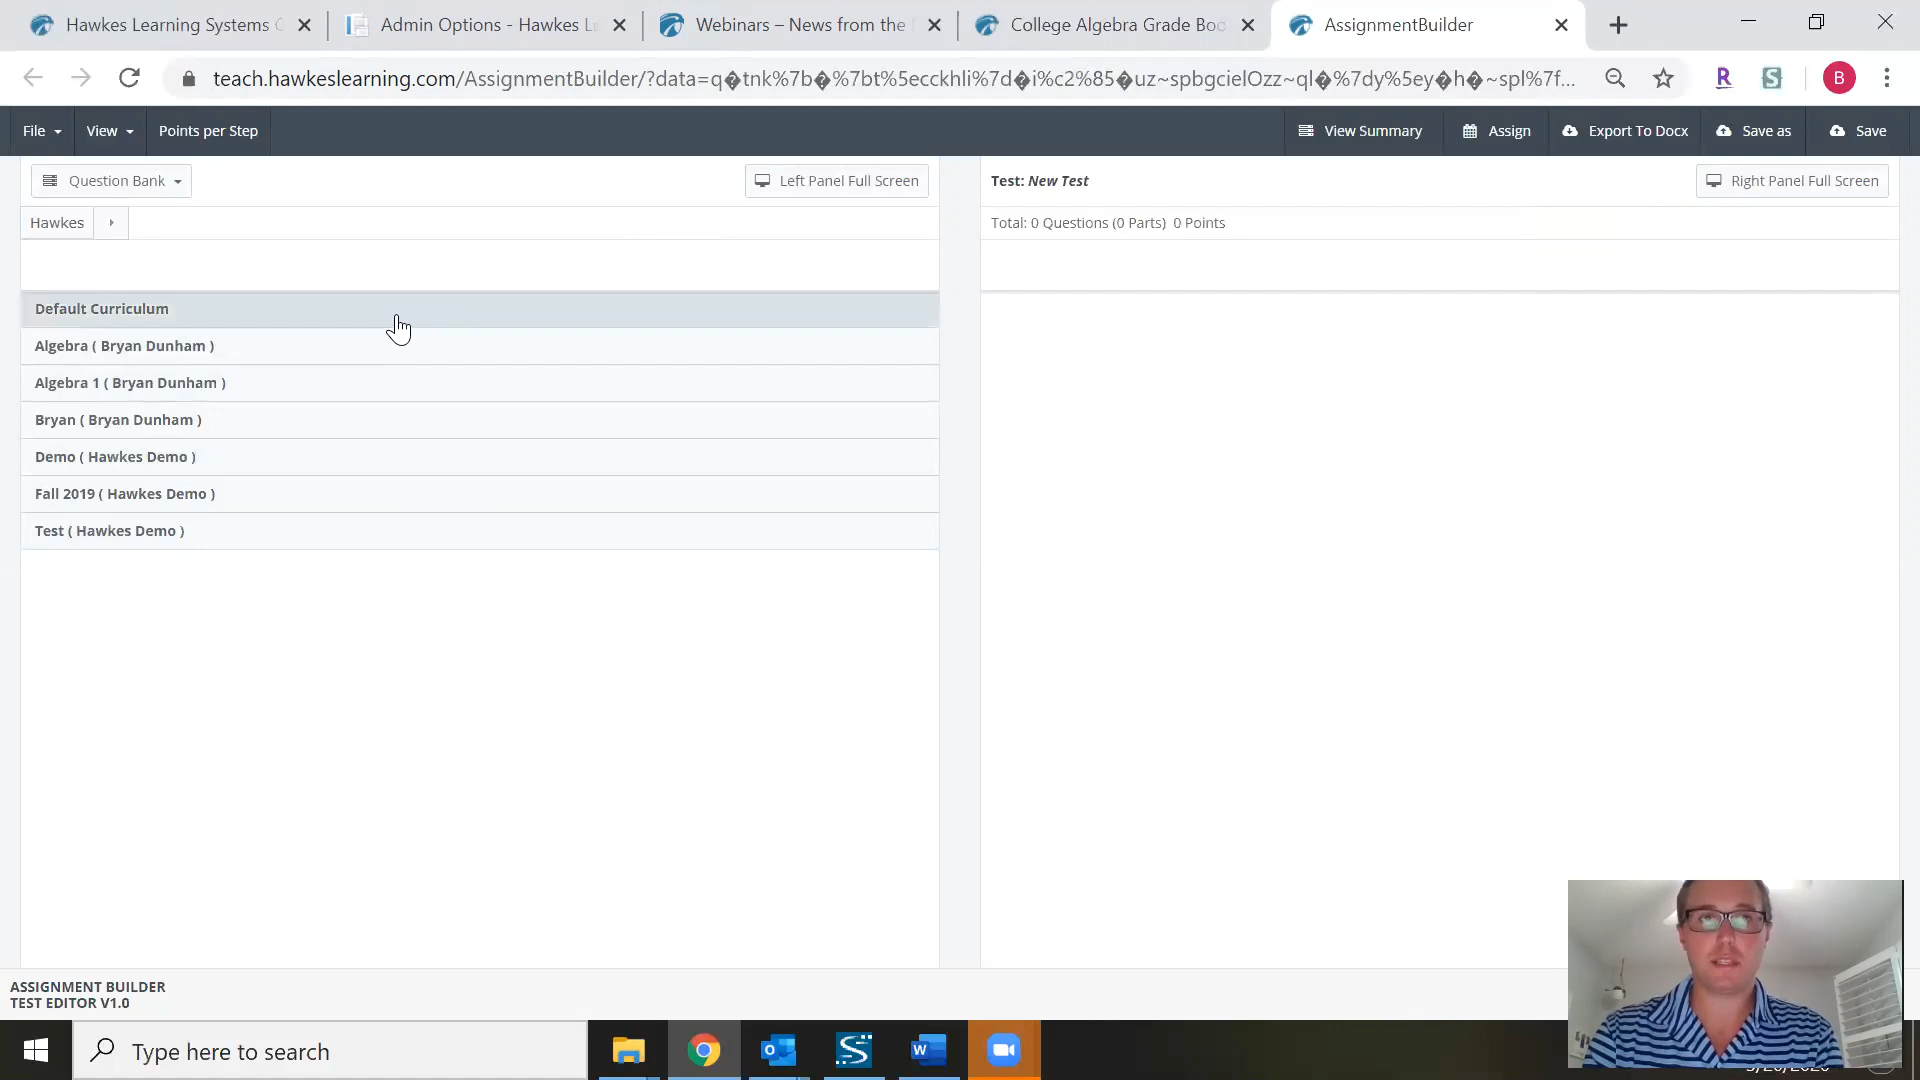 Hawkes Learning Systems
Admin Options - Hawkes L
Webinars – News from the
College Algebra Grade Boo
AssignmentBuilder
teach.hawkeslearning.com/AssignmentBuilder/?data=q�tnk%7b�%7bt%5ecckhli%7d�i%c2%85�uz~spbgcielOzz~ql�%7dy%5ey�h�~spl%7f...
B
File
View
Points per Step
View Summary
Assign
Export To Docx
Save as
Save
Question Bank
Left Panel Full Screen
Test: New Test
Right Panel Full Screen
Hawkes
Total: 0 Questions (0 Parts) 0 Points
Default Curriculum
Algebra ( Bryan Dunham )
Algebra 1 ( Bryan Dunham )
Bryan ( Bryan Dunham )
Demo ( Hawkes Demo )
Fall 2019 ( Hawkes Demo )
Test ( Hawkes Demo )
ASSIGNMENT BUILDER
TEST EDITOR V1.0
Type here to search